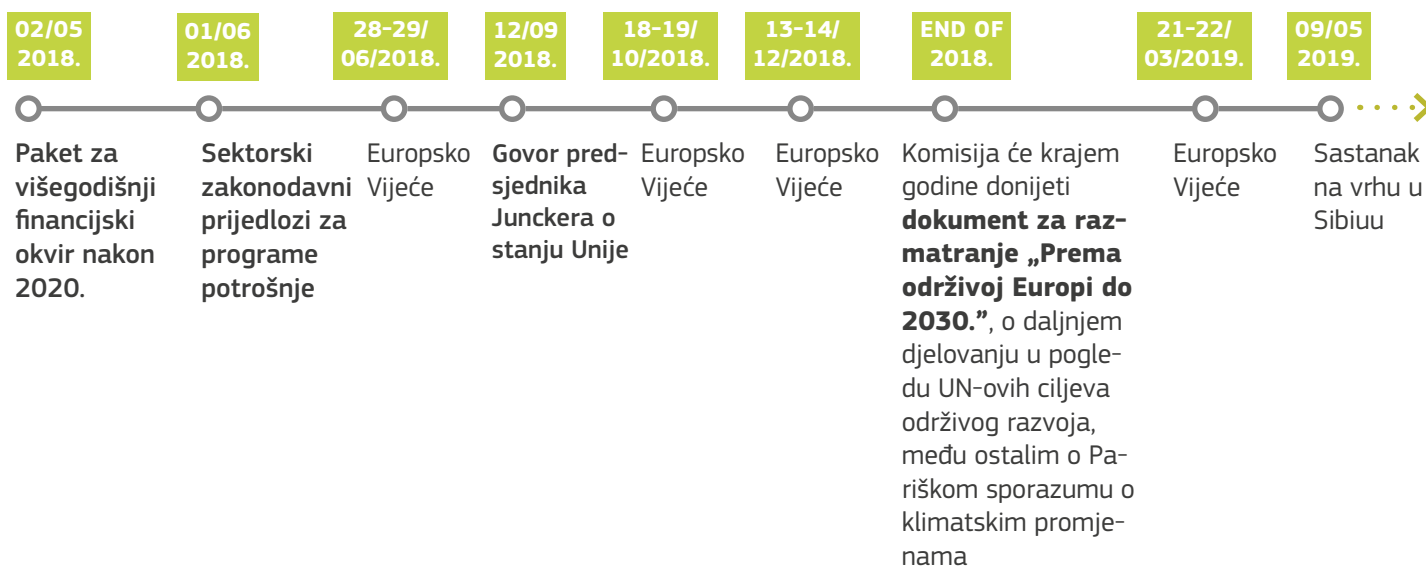 02/05
2018.
01/06
2018.
28-29/
06/2018.
12/09
2018.
18-19/
10/2018.
13-14/
12/2018.
END OF
2018.
21-22/
03/2019.
09/05
2019.
Paket za
višegodišnji
financijski
okvir nakon
2020.
Sektorski
zakonodavni
prijedlozi za
programe
potrošnje
Europsko
Vijeće
Govor pred-
sjednika
Junckera o
stanju Unije
Europsko
Vijeće
Europsko
Vijeće
Komisija će krajem
godine donijeti
dokument za raz-
matranje „Prema
održivoj Europi do
2030.”, o daljnjem
djelovanju u pogle-
du UN-ovih ciljeva
održivog razvoja,
među ostalim o Pa-
riškom sporazumu o
klimatskim promje-
nama
Europsko
Vijeće
Sastanak
na vrhu u
Sibiuu